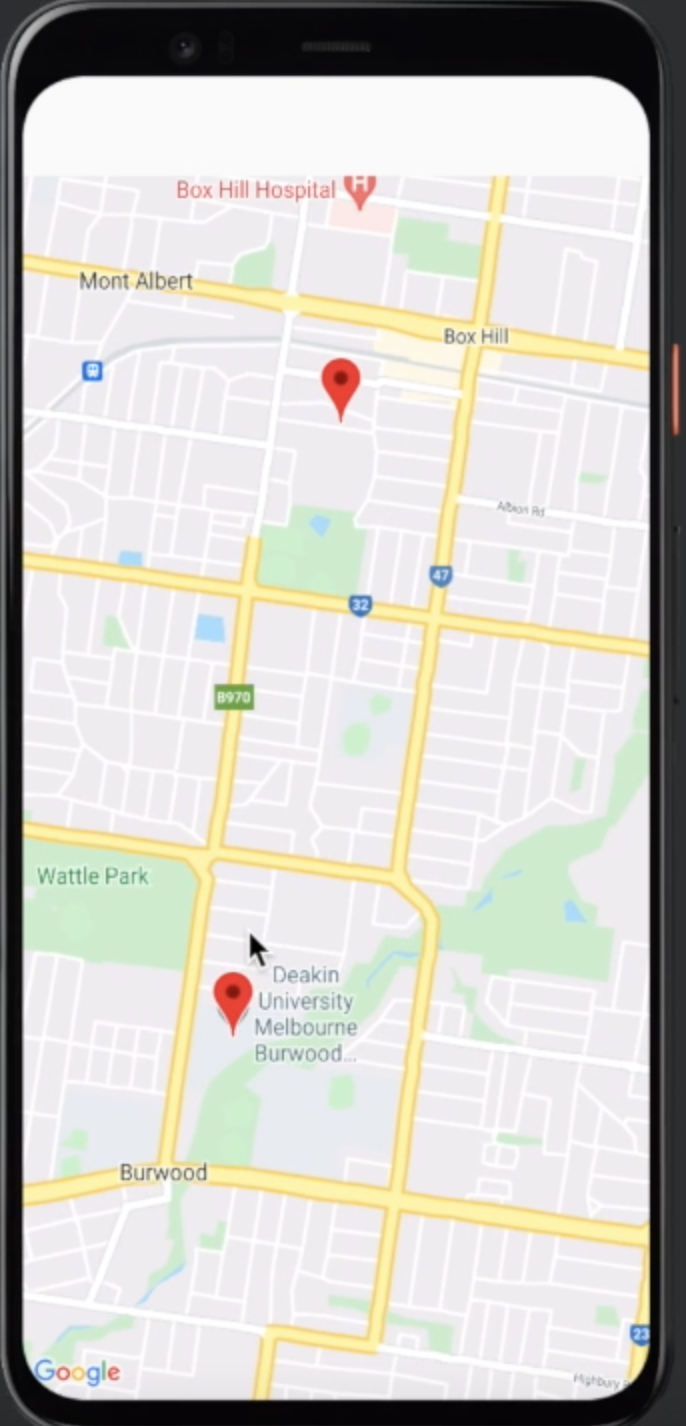 Box Hill Hospital
H
Mont Albert
Box Hill
Albion Rd
47
32
B970
Wattle Park
Deakin
University
Melbourne
Burwood...
Burwood
23
Google
Highbury